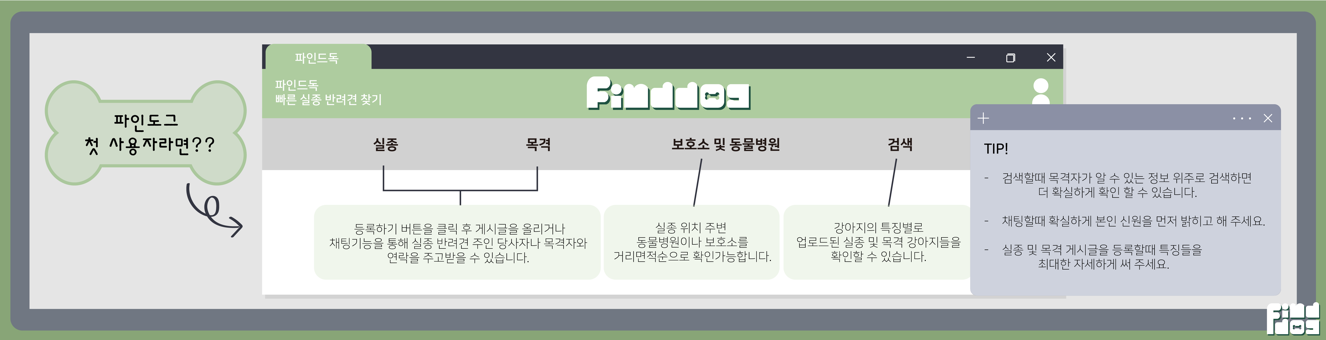 파인도그
첫 사용자라면??
파인드독
파인드독
빠른 실종 반려견 찾기
Finddog
실종
목격
보호소 및 동물병원
검색
등록하기 버튼을 클릭 후 게시글을 올리거나
채팅기능을 통해 실종 반려견 주인 당사자나 목격자와
연락을 주고받을 수 있습니다.
실종 위치 주변
동물병원이나 보호소를
거리면적순으로 확인가능합니다.
강아지의 특징별로
업로드된 실종 및 목격 강아지들을
확인할 수 있습니다.
TIP!
- 검색할때 목격자가 알 수 있는 정보 위주로 검색하면
더 확실하게 확인 할 수 있습니다.
- 채팅할때 확실하게 본인 신원을 먼저 밝히고 해 주세요.
- 실종 및 목격 게시글을 등록할때 특징들을
최대한 자세하게 써 주세요.
Find
dog